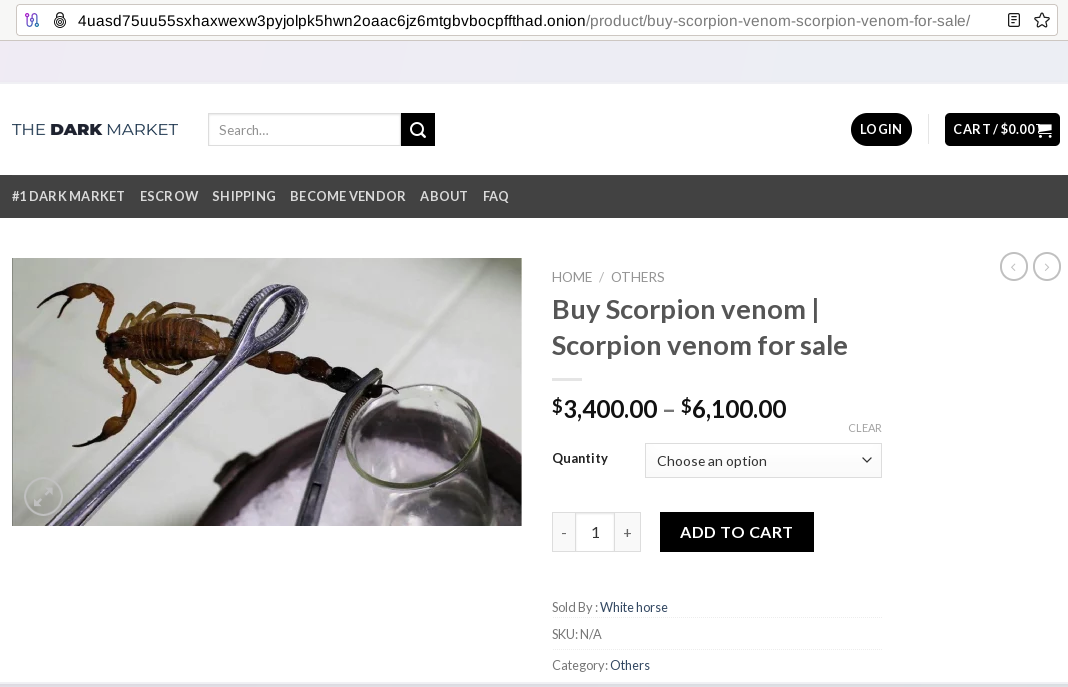 4uasd75uu55sxhaxwexw3pyjolpk5hwn2oaac6jz6mtgbvbocpffthad.onion/product/buy-scorpion-venom-scorpion-venom-for-sale/
THE DARK MARKET
Search...
LOGIN
CART / $0.00
#1 DARK MARKET ESCROW SHIPPING BECOME VENDOR ABOUT FAQ
HOME / OTHERS
Buy Scorpion venom |
Scorpion venom for sale
$3,400.00 – $6,100.00
CLEAR
Quantity Choose an option
- 1 + ADD TO CART
Sold By : White horse
SKU: N/A
Category: Others